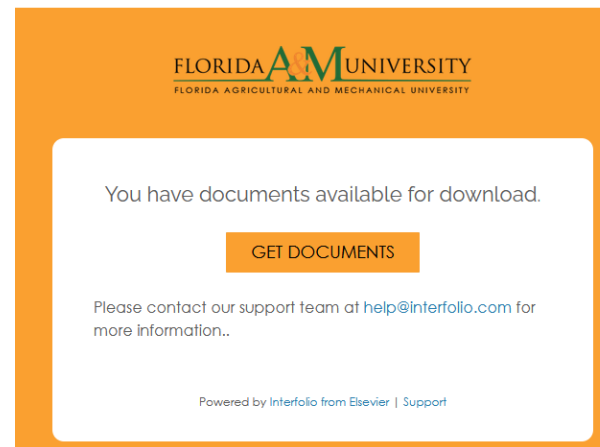 FLORIDA A&M UNIVERSITY
FLORIDA AGRICULTURAL AND MECHANICAL UNIVERSITY
You have documents available for download.
GET DOCUMENTS
Please contact our support team at help@interfolio.com for
more information..
Powered by Interfolio from Elsevier | Support